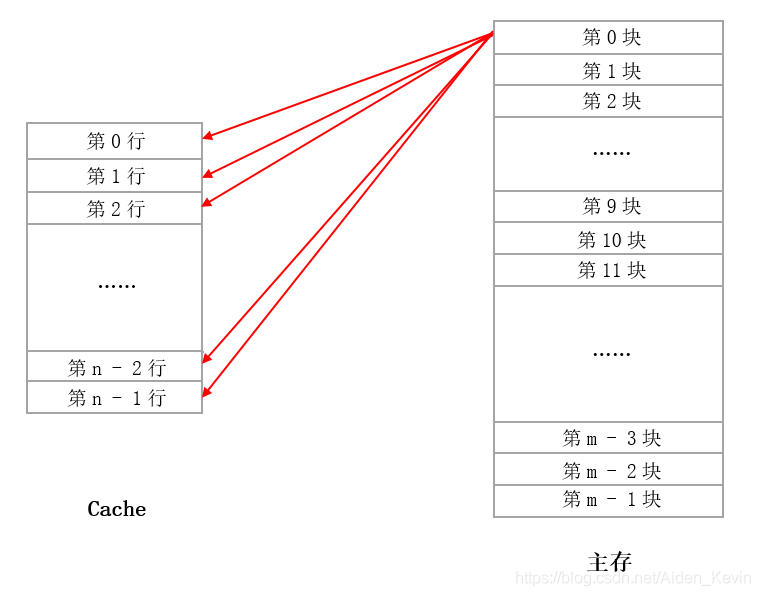 第 0 行
第 1 行
第 2 行
……
第 n - 2 行
第 n - 1 行
Cache
第 0 块
第 1 块
第 2 块
……
第 9 块
第 10 块
第 11 块
……
第 m - 3 块
第 m - 2 块
第 m - 1 块
主存
https://blog.csdn.net/Aiden_Kevin